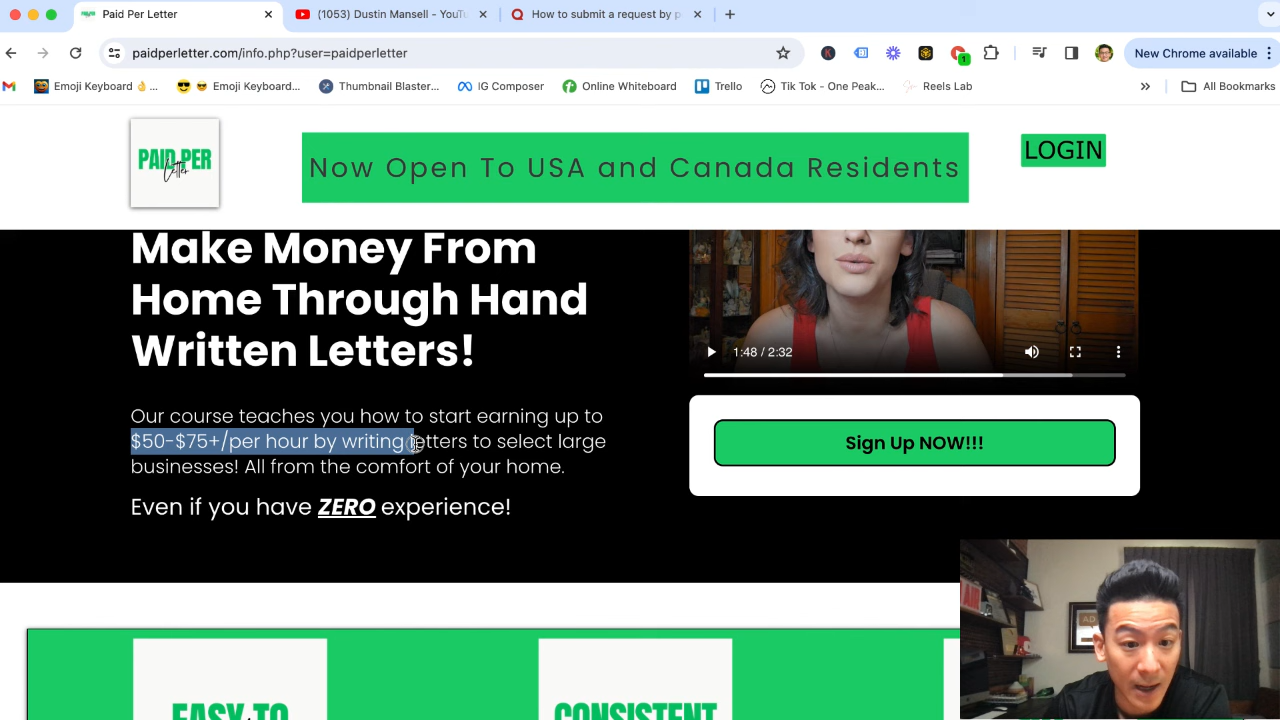 Paid Per Letter
(1053) Dustin Mansell - YouTu
How to submit a request by p
paidperletter.com/info.php?user=paidperletter
New Chrome available
Emoji Keyboard 👌 ...
😎 Emoji Keyboard...
Thumbnail Blaster...
IG Composer
Online Whiteboard
Trello
Tik Tok - One Peak...
Reels Lab
All Bookmarks
PAID PER
Letter
Now Open To USA and Canada Residents
LOGIN
Make Money From
Home Through Hand
Written Letters!
Our course teaches you how to start earning up to
$50-$75+/per hour by writing letters to select large
businesses! All from the comfort of your home.
Even if you have ZERO experience!
1:48 / 2:32
Sign Up NOW!!!
EASY TO
CONSISTENT
AD